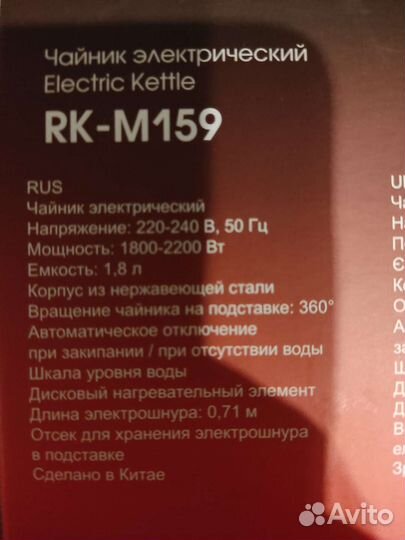 Чайник электрический
Electric Kettle
RK-M159
RUS
Чайник электрический
Напряжение: 220-240 В, 50 Гц
Мощность: 1800-2200 Вт
Емкость: 1,8 л
Корпус из нержавеющей стали
Вращение чайника на подставке: 360°
Автоматическое отключение
при закипании / при отсутствии воды
Шкала уровня воды
Дисковый нагревательный элемент
Длина электрошнура: 0,71 м
Отсек для хранения электрошнура
в подставке
Сделано в Китае
Avito